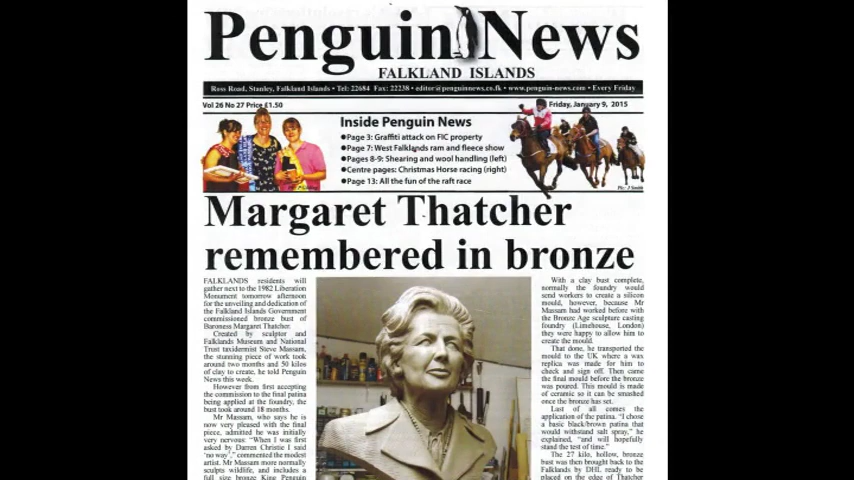 Penguin News
FALKLAND ISLANDS
Ross Road, Stanley, Falkland Islands • Tel: 22684 Fax: 22238 • editor@penguinnews.co.fk • www.penguin-news.com • Every Friday
Vol 26 No 27 Price £1.50
Friday, January 9, 2015
Inside Penguin News
●Page 3: Graffiti attack on FIC property
●Page 7: West Falklands ram and fleece show
●Pages 8-9: Shearing and wool handling (left)
●Centre pages: Christmas Horse racing (right)
●Page 13: All the fun of the raft race
Pic: J Smith
Margaret Thatcher
remembered in bronze
FALKLANDS residents will
gather next to the 1982 Liberation
Monument tomorrow afternoon
for the unveiling and dedication of
the Falkland Islands Government
commissioned bronze bust of
Baroness Margaret Thatcher.
Created by sculptor and
Falklands Museum and National
Trust taxidermist Steve Massam,
the stunning piece of work took
around two months and 50 kilos
of clay to create, he told Penguin
News this week.
However from first accepting
the commission to the final patina
being applied at the foundry, the
bust took around 18 months.
Mr Massam, who says he is
now very pleased with the final
piece, admitted he was initially
very nervous: "When I was first
asked by Darren Christie I said
'no way'," commented the modest
artist. Mr Massam more normally
sculpts wildlife, and includes a
full size bronze King Penguin
With a clay bust complete,
normally the foundry would
send workers to create a silicon
mould, however, because Mr
Massam had worked before with
the Bronze Age sculpture casting
foundry (Limehouse, London)
they were happy to allow him to
create the mould.
That done, he transported the
mould to the UK where a wax
replica was made for him to
check and sign off. Then came
the final mould before the bronze
was poured. This mould is made
of ceramic so it can be smashed
once the bronze has set.
Last of all comes the
application of the patina. "I chose
a basic black/brown patina that
would withstand salt spray," he
explained, "and will hopefully
stand the test of time."
The 27 kilo, hollow, bronze
bust was then brought back to the
Falklands by DHL ready to be
placed on the edge of Thatcher